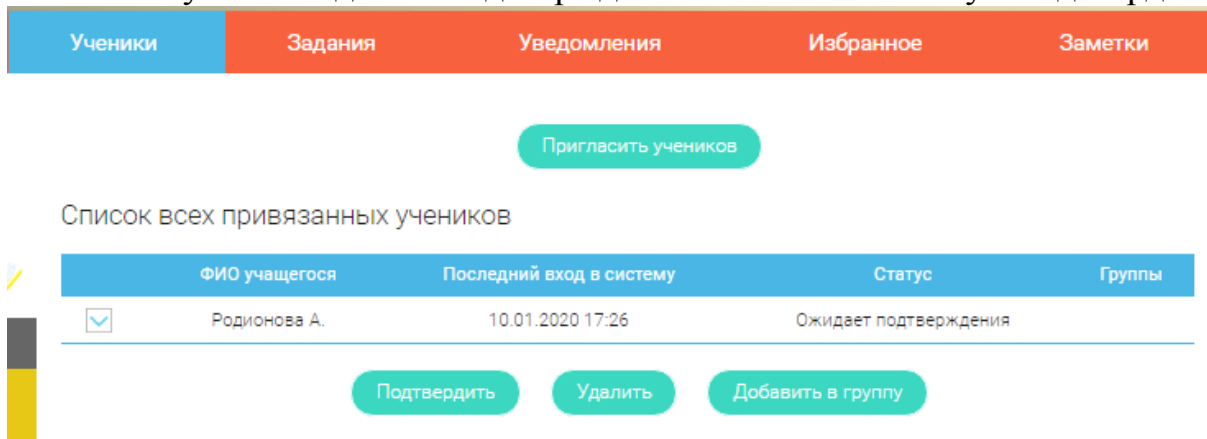 Ученики Задания Уведомления Избранное Заметки
Пригласить учеников
Список всех привязанных учеников
ФИО учащегося Последний вход в систему Статус Группы
Родионова А. 10.01.2020 17:26 Ожидает подтверждения
Подтвердить Удалить Добавить в группу